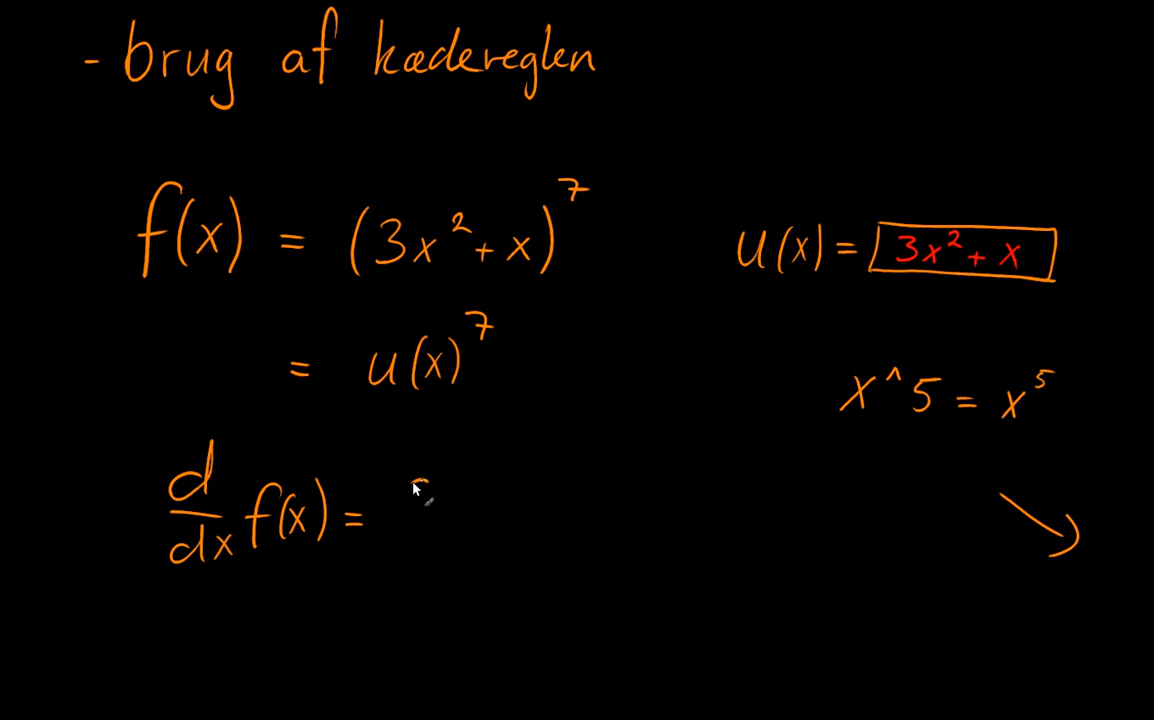 - brug af kædereglen
f(x) = (3x²+x)⁷
u(x) = 3x²+ x
= u(x)⁷
x^5 = x⁵
d/dx f(x) =